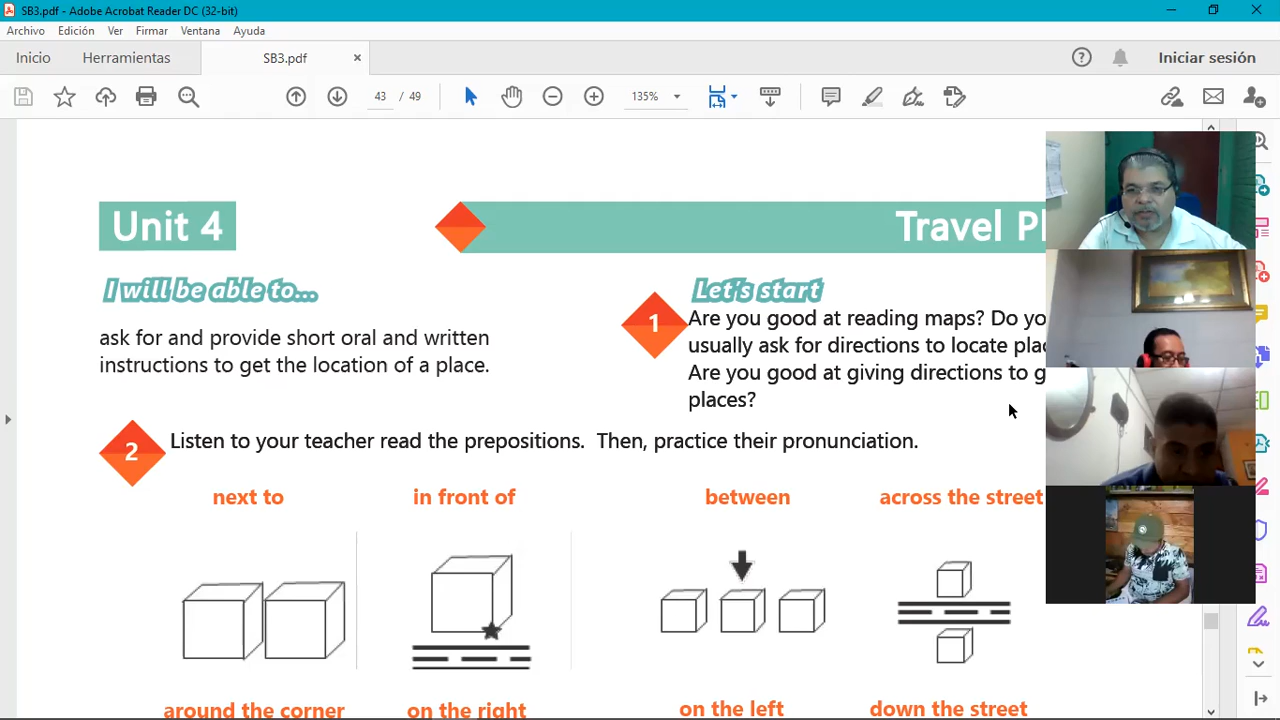 SB3.pdf - Adobe Acrobat Reader DC (32-bit)
Archivo Edición Ver Firmar Ventana Ayuda
Inicio Herramientas SB3.pdf Iniciar sesión
43 / 49 135%
Unit 4
Travel Pl
I will be able to...
ask for and provide short oral and written
instructions to get the location of a place.
Let's start
1
Are you good at reading maps? Do yo
usually ask for directions to locate plac
Are you good at giving directions to g
places?
2
Listen to your teacher read the prepositions. Then, practice their pronunciation.
next to in front of between across the street
around the corner on the right on the left down the street